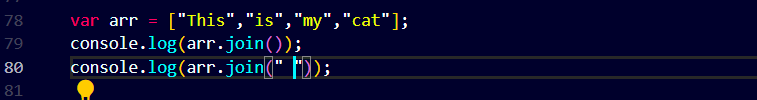 78 var arr = ["This","is","my","cat"];
79 console.log(arr.join());
80 console.log(arr.join(" "));
81